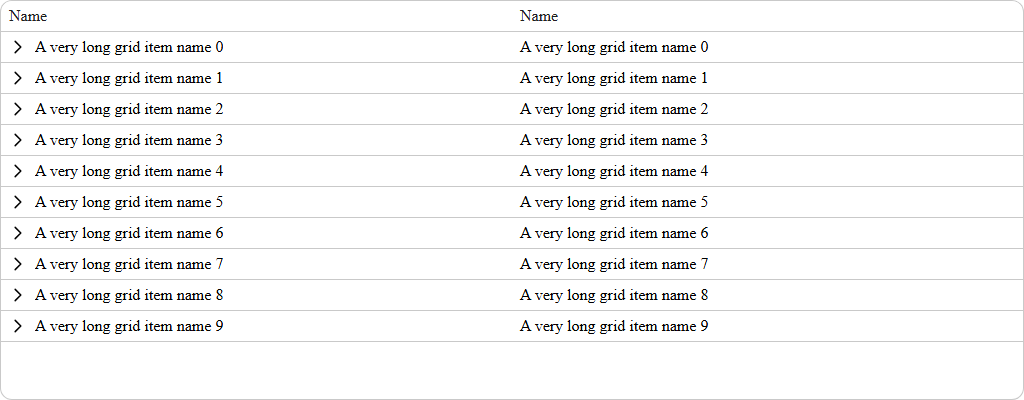 Name Name
A very long grid item name 0 A very long grid item name 0
A very long grid item name 1 A very long grid item name 1
A very long grid item name 2 A very long grid item name 2
A very long grid item name 3 A very long grid item name 3
A very long grid item name 4 A very long grid item name 4
A very long grid item name 5 A very long grid item name 5
A very long grid item name 6 A very long grid item name 6
A very long grid item name 7 A very long grid item name 7
A very long grid item name 8 A very long grid item name 8
A very long grid item name 9 A very long grid item name 9